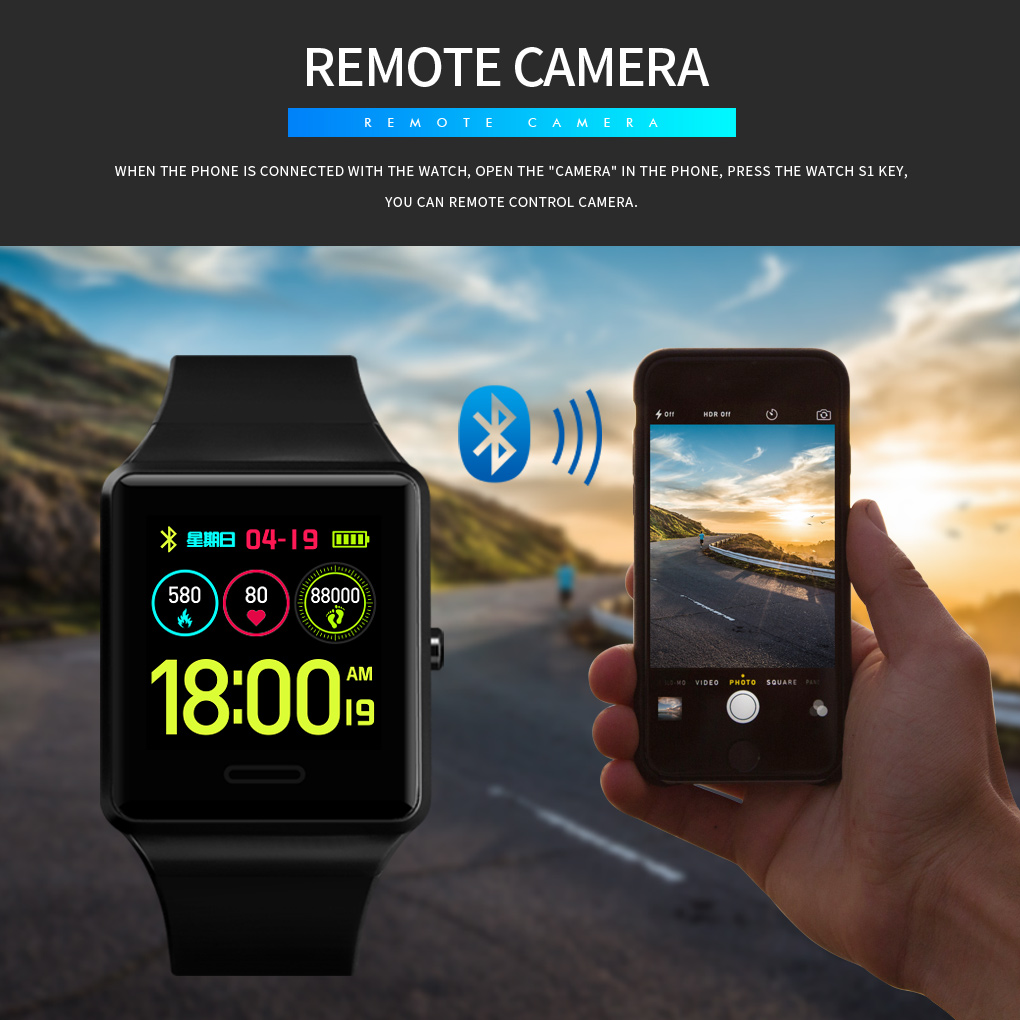 REMOTE CAMERA
REMOTE CAMERA
WHEN THE PHONE IS CONNECTED WITH THE WATCH, OPEN THE "CAMERA" IN THE PHONE, PRESS THE WATCH S1 KEY,
YOU CAN REMOTE CONTROL CAMERA.
Off HDR Off
星期日 04-19
580 80 88000
18:00 AM 19
VIDEO PHOTO SQUARE